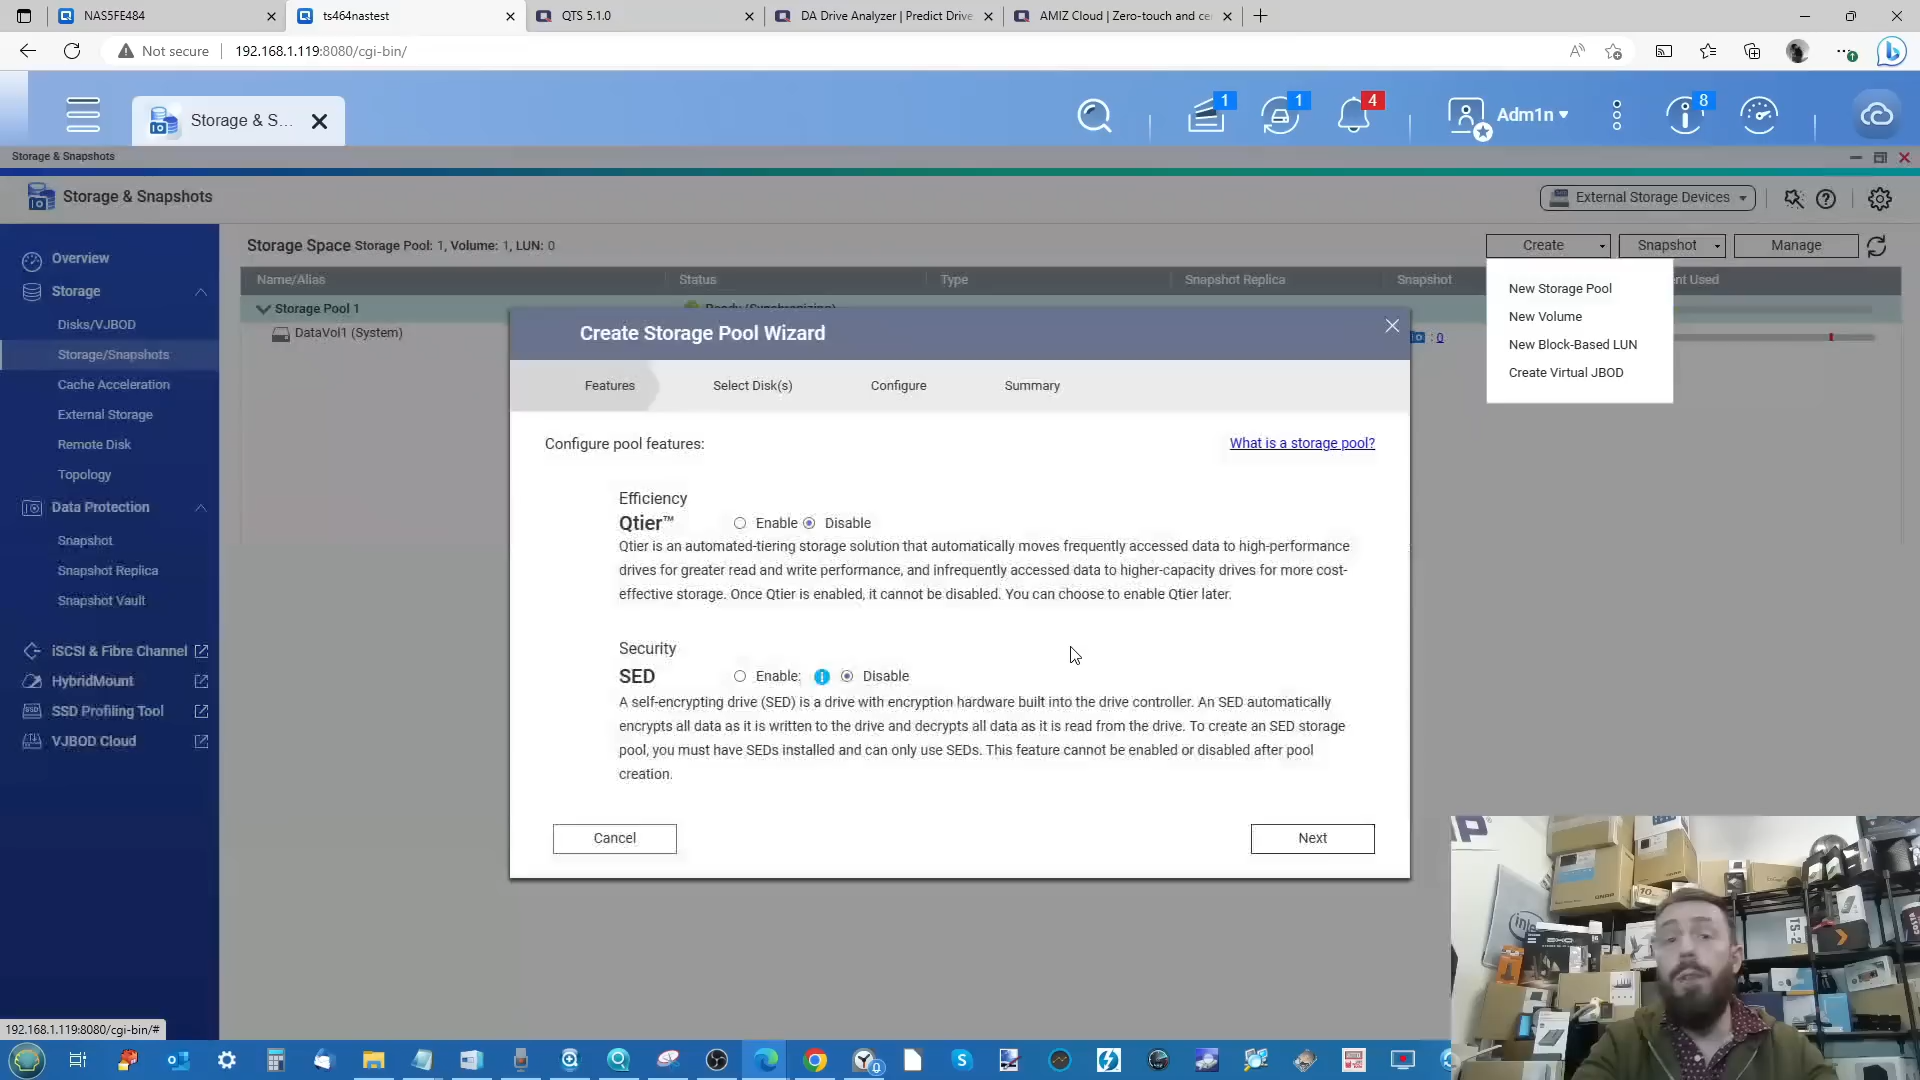 NAS5FE484
ts464nastest
QTS 5.1.0
DA Drive Analyzer | Predict Drive
AMIZ Cloud | Zero-touch and ce
Not secure
192.168.1.119:8080/cgi-bin/
Storage & S...
1
1
4
Adm1n
8
Storage & Snapshots
Storage & Snapshots
External Storage Devices
Overview
Storage
Disks/VJBOD
Storage/Snapshots
Cache Acceleration
External Storage
Remote Disk
Topology
Data Protection
Snapshot
Snapshot Replica
Snapshot Vault
iSCSI & Fibre Channel
HybridMount
SSD Profiling Tool
VJBOD Cloud
Storage Space Storage Pool: 1, Volume: 1, LUN: 0
Create
Snapshot
Manage
Name/Alias
Status
Type
Snapshot Replica
Snapshot
nt Used
Storage Pool 1
Ready (Synchronizing)
DataVol1 (System)
: 0
New Storage Pool
New Volume
New Block-Based LUN
Create Virtual JBOD
Create Storage Pool Wizard
Features
Select Disk(s)
Configure
Summary
Configure pool features:
What is a storage pool?
Efficiency
Qtier™
Enable
Disable
Qtier is an automated-tiering storage solution that automatically moves frequently accessed data to high-performance
drives for greater read and write performance, and infrequently accessed data to higher-capacity drives for more cost-
effective storage. Once Qtier is enabled, it cannot be disabled. You can choose to enable Qtier later.
Security
SED
Enable:
Disable
A self-encrypting drive (SED) is a drive with encryption hardware built into the drive controller. An SED automatically
encrypts all data as it is written to the drive and decrypts all data as it is read from the drive. To create an SED storage
pool, you must have SEDs installed and can only use SEDs. This feature cannot be enabled or disabled after pool
creation.
Cancel
Next
intel
TS-2
192.168.1.119:8080/cgi-bin/#